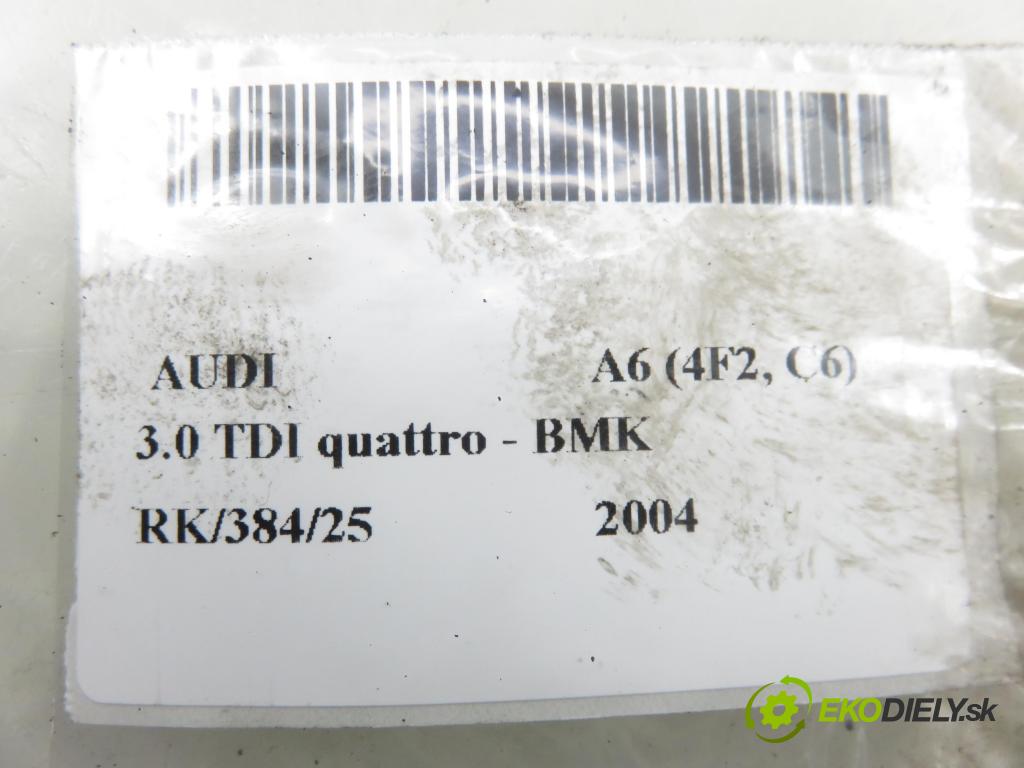 AUDI A6 (4F2, C6)
3.0 TDI quattro - BMK
RK/384/25 2004
EKODIELY.sk